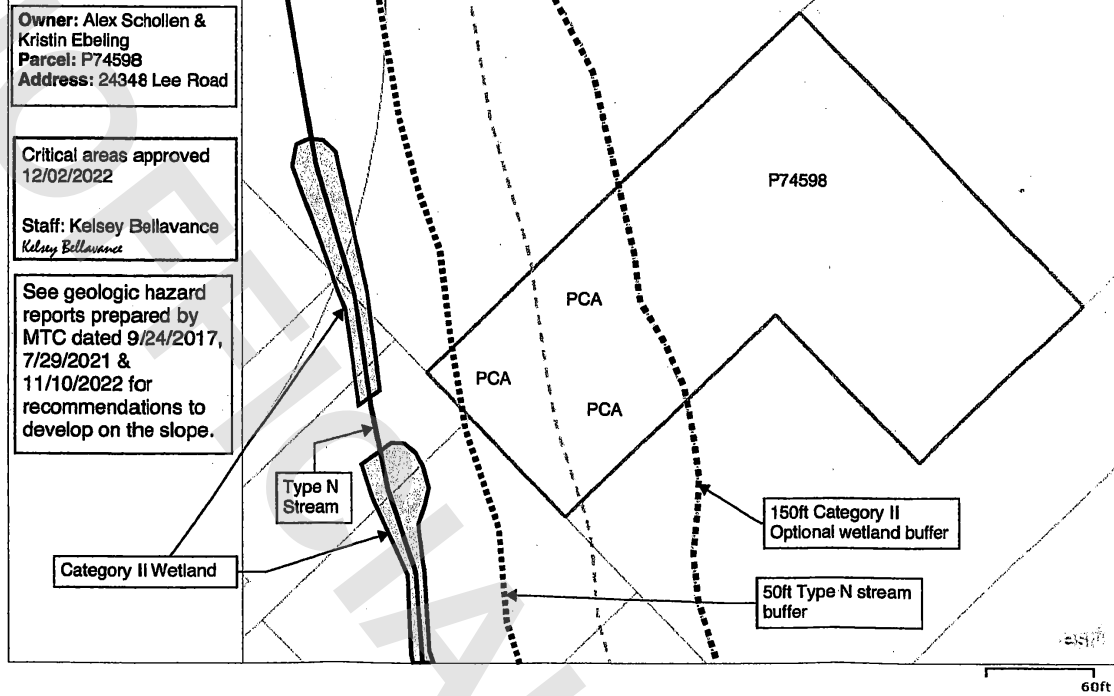 Owner: Alex Schollen &
Kristin Ebeling
Parcel: P74598
Address: 24348 Lee Road
Critical areas approved
12/02/2022
Staff: Kelsey Bellavance
Kelsey Bellavance
See geologic hazard
reports prepared by
MTC dated 9/24/2017,
7/29/2021 &
11/10/2022 for
recommendations to
develop on the slope.
P74598
PCA
PCA
PCA
Type N
Stream
150ft Category II
Optional wetland buffer
Category II Wetland
50ft Type N stream
buffer
esri
60ft
OFFICIAL